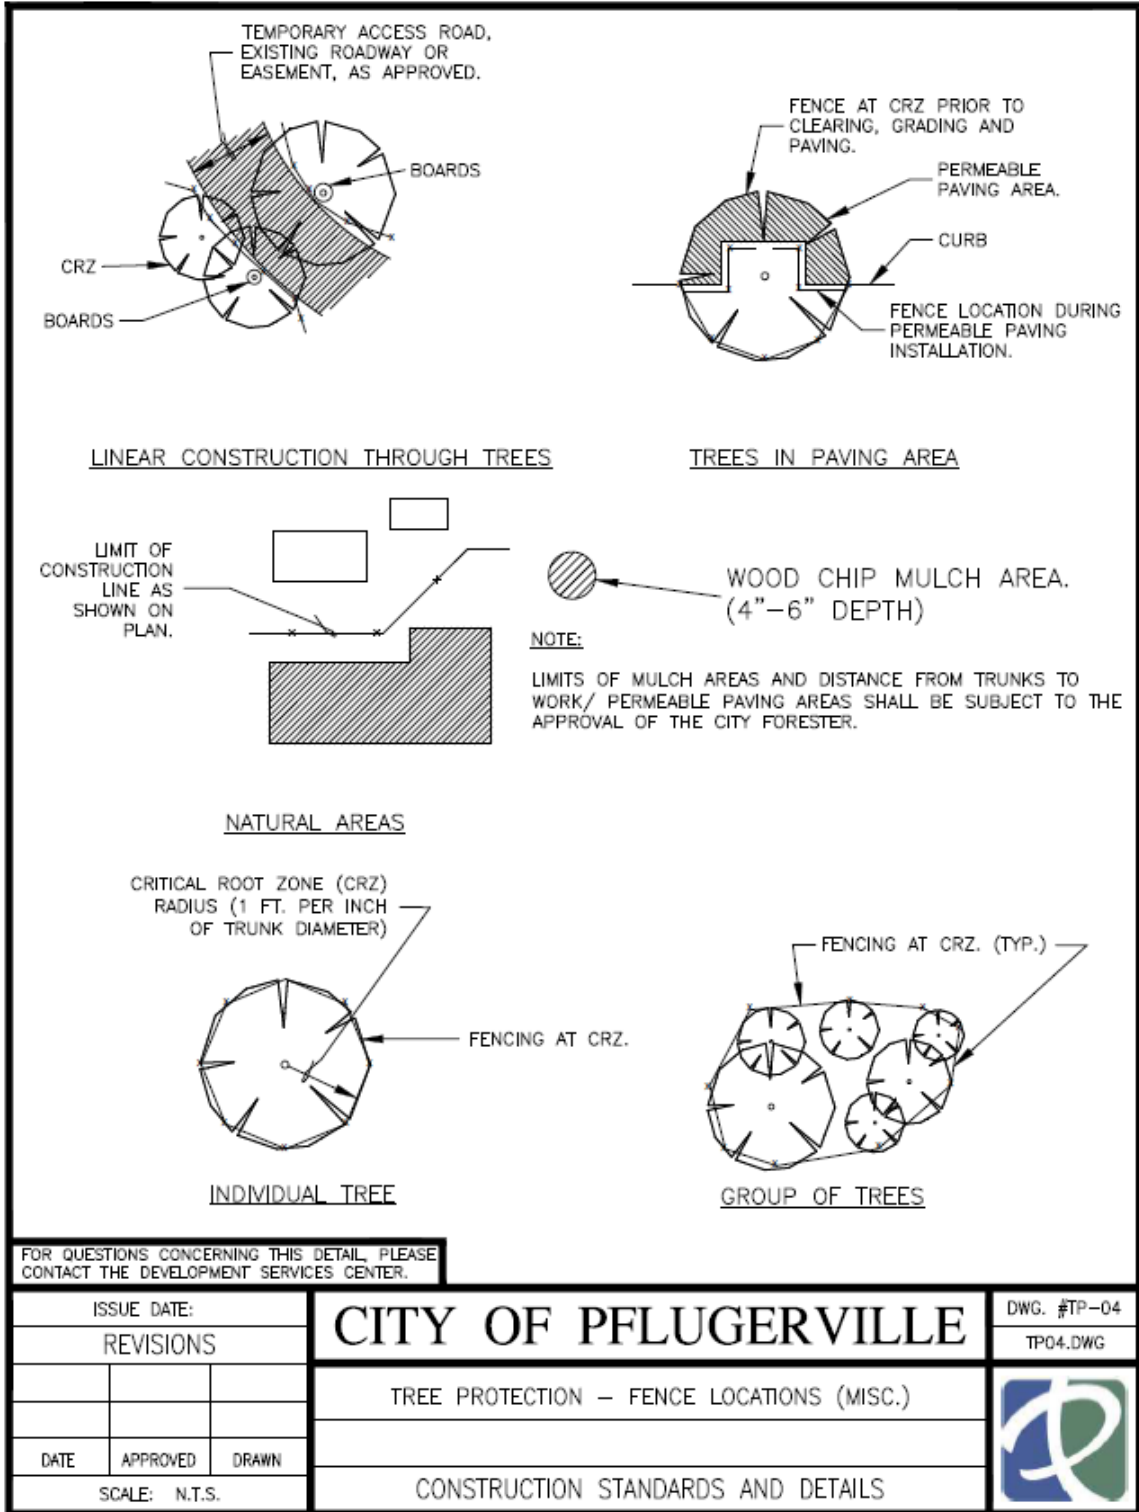 TEMPORARY ACCESS ROAD,
EXISTING ROADWAY OR
EASEMENT, AS APPROVED.
BOARDS
CRZ
BOARDS
LINEAR CONSTRUCTION THROUGH TREES
FENCE AT CRZ PRIOR TO
CLEARING, GRADING AND
PAVING.
PERMEABLE
PAVING AREA.
CURB
FENCE LOCATION DURING
PERMEABLE PAVING
INSTALLATION.
TREES IN PAVING AREA
LIMIT OF
CONSTRUCTION
LINE AS
SHOWN ON
PLAN.
NATURAL AREAS
WOOD CHIP MULCH AREA.
(4"-6" DEPTH)
NOTE:
LIMITS OF MULCH AREAS AND DISTANCE FROM TRUNKS TO
WORK/ PERMEABLE PAVING AREAS SHALL BE SUBJECT TO THE
APPROVAL OF THE CITY FORESTER.
CRITICAL ROOT ZONE (CRZ)
RADIUS (1 FT. PER INCH
OF TRUNK DIAMETER)
FENCING AT CRZ.
INDIVIDUAL TREE
FENCING AT CRZ. (TYP.)
GROUP OF TREES
FOR QUESTIONS CONCERNING THIS DETAIL, PLEASE
CONTACT THE DEVELOPMENT SERVICES CENTER.
ISSUE DATE:
REVISIONS
DATE APPROVED DRAWN
SCALE: N.T.S.
CITY OF PFLUGERVILLE
TREE PROTECTION – FENCE LOCATIONS (MISC.)
CONSTRUCTION STANDARDS AND DETAILS
DWG. #TP-04
TP04.DWG